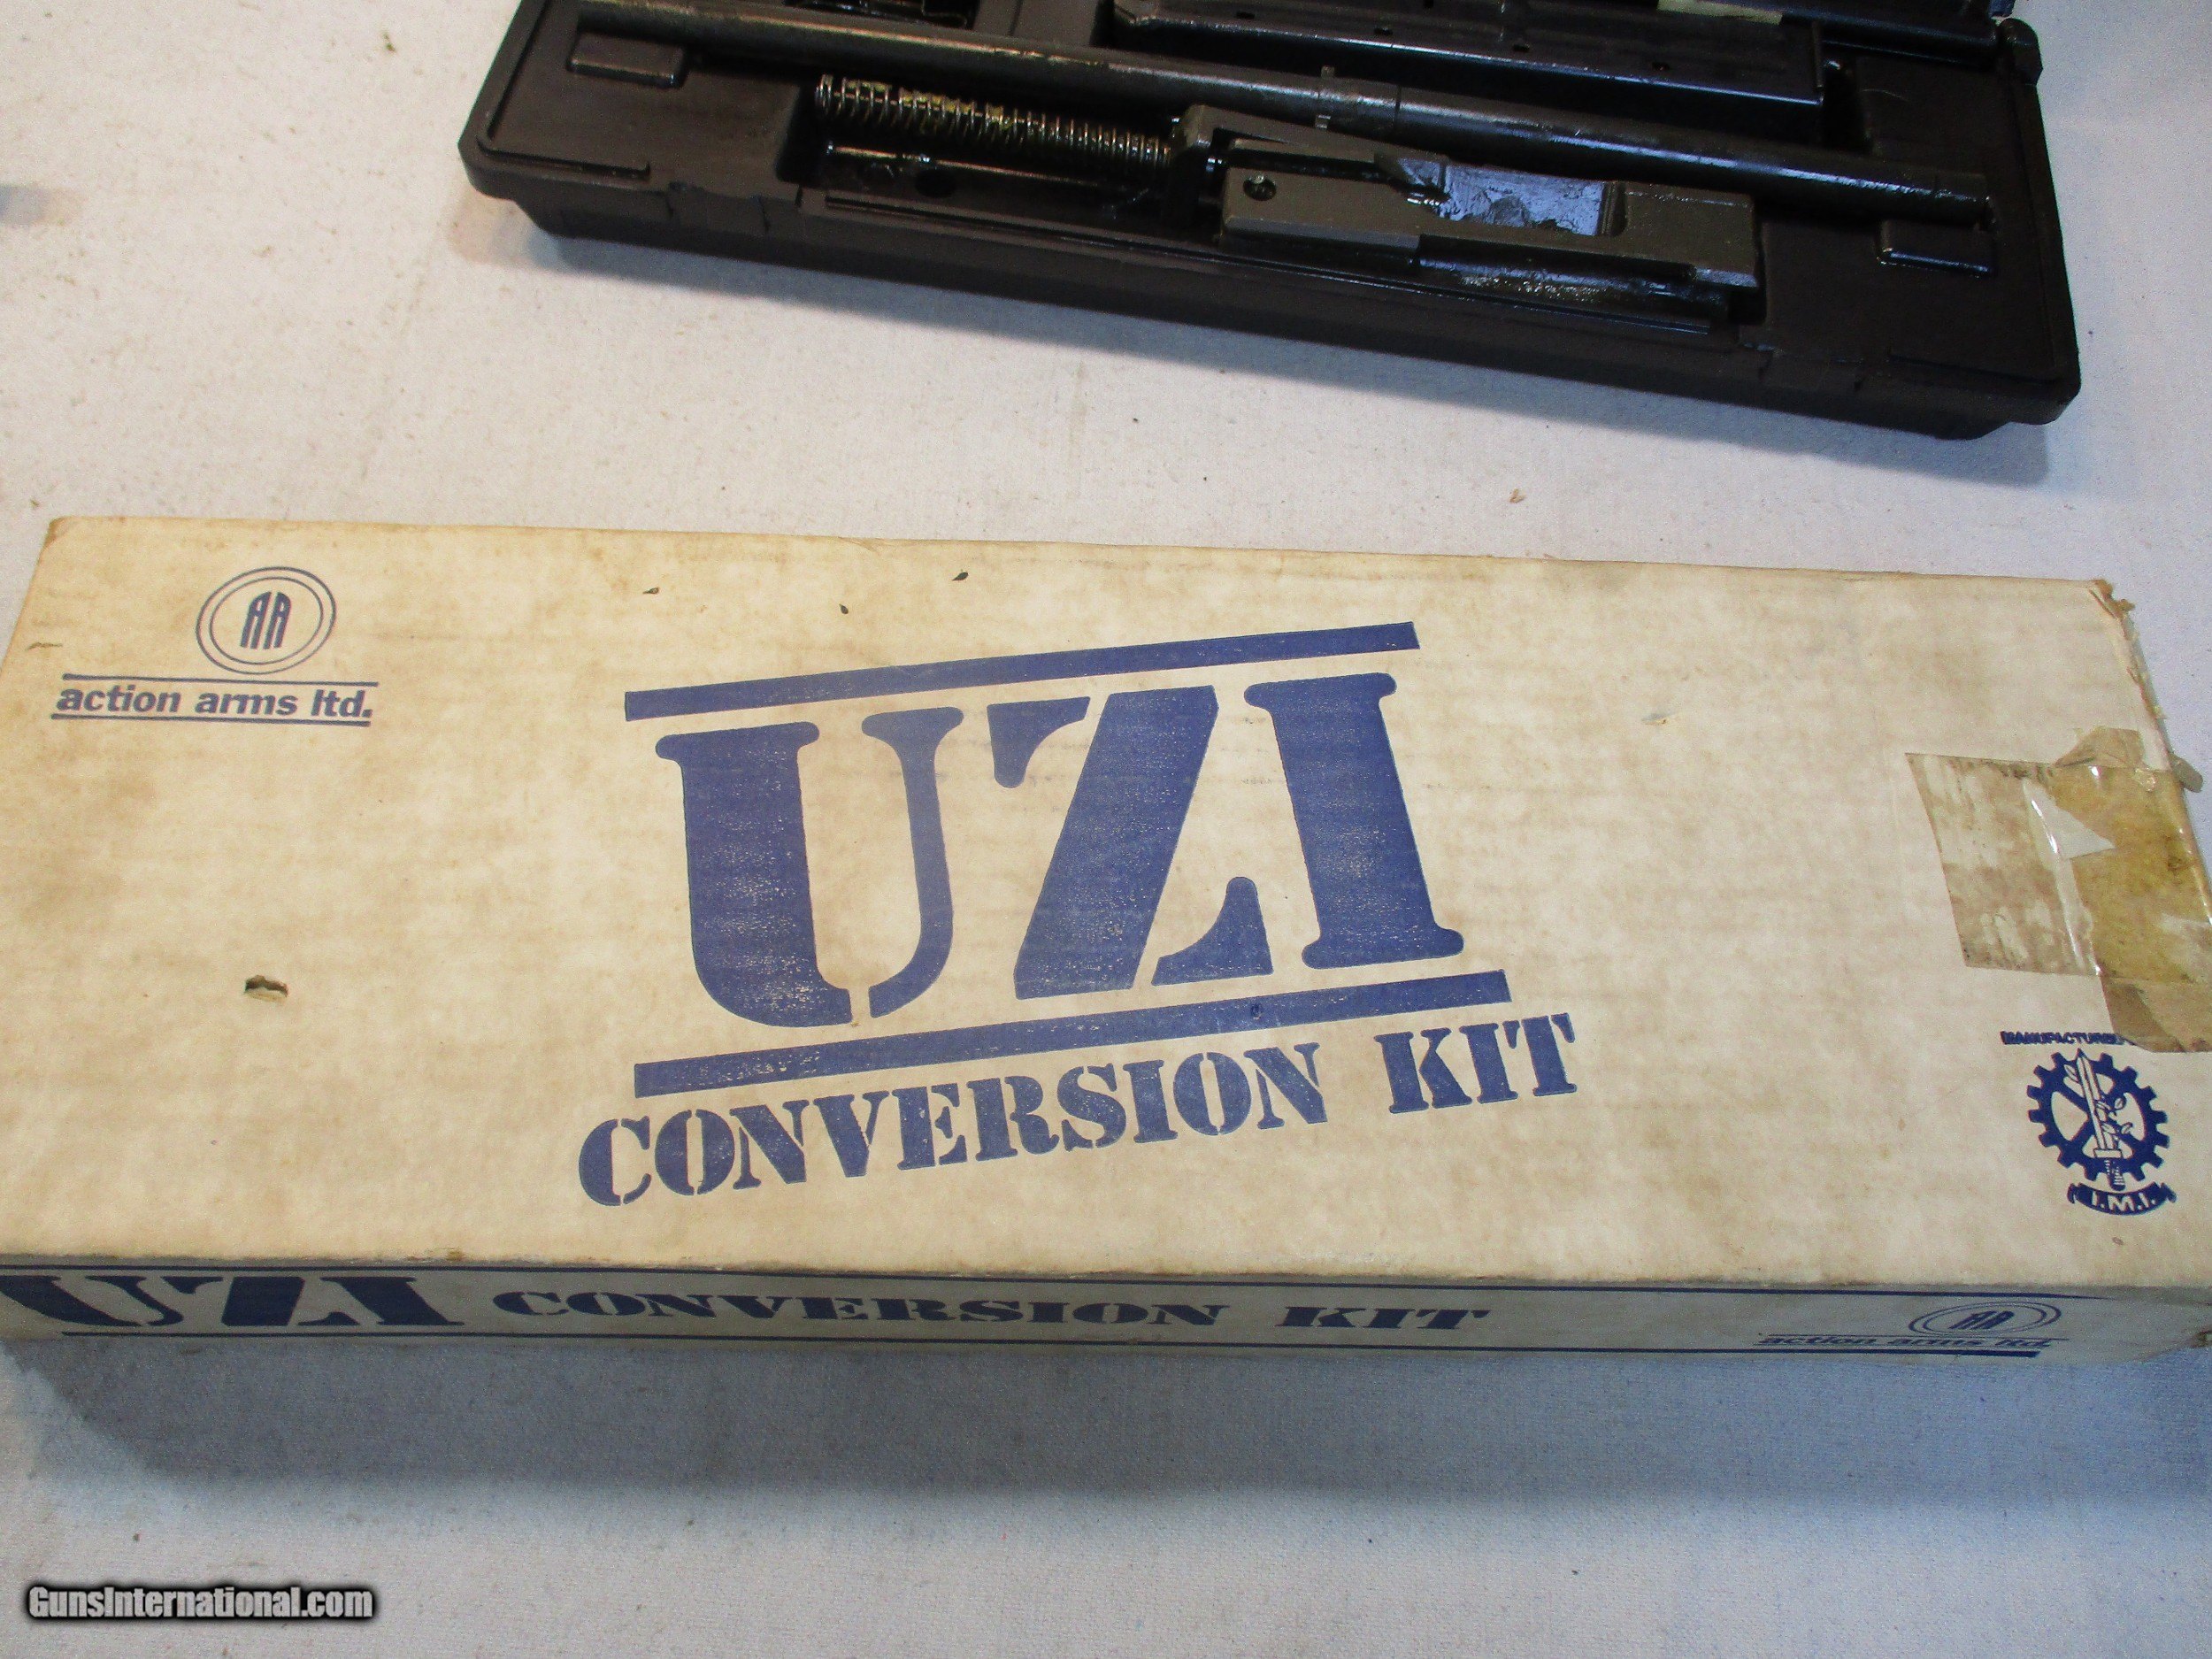 AA
action arms ltd.
UZI
CONVERSION KIT
MANUFACTURED
I.M.I.
UZI CONVERSION KIT
AA
action arms ltd.
GunsInternational.com